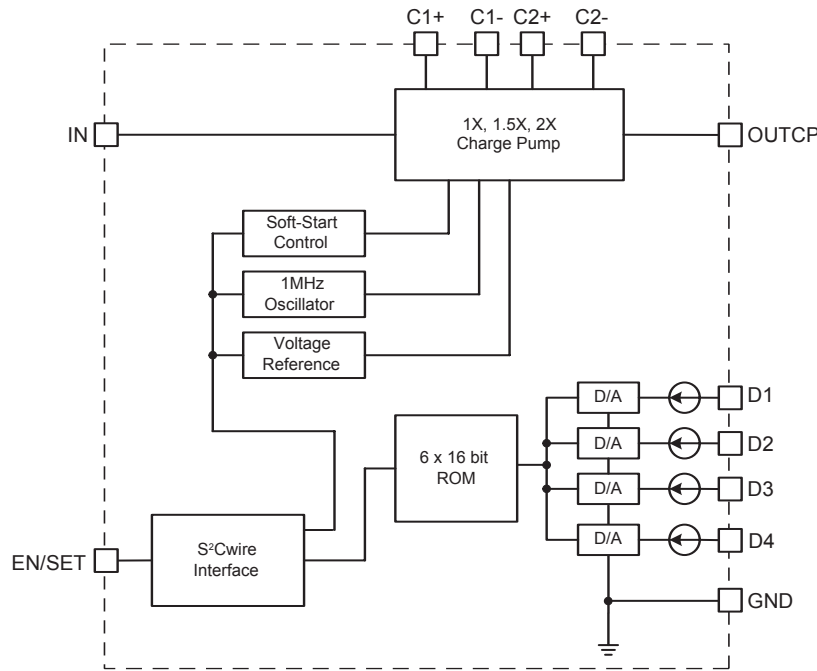 C1+ C1- C2+ C2-
IN
1X, 1.5X, 2X
Charge Pump
OUTCP
Soft-Start
Control
1MHz
Oscillator
Voltage
Reference
D/A
D1
D/A
D2
6 x 16 bit
ROM
D/A
D3
D/A
D4
EN/SET
S²Cwire
Interface
GND